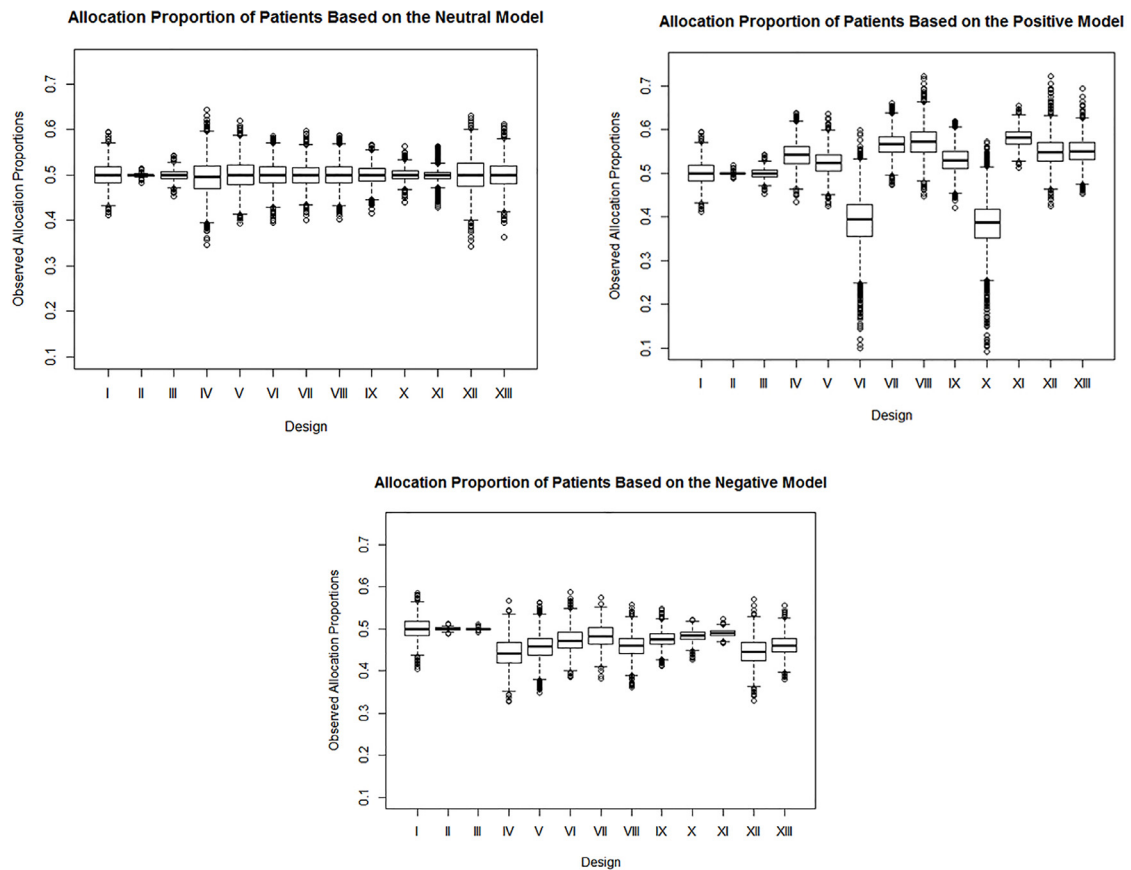 Allocation Proportion of Patients Based on the Neutral Model
Observed Allocation Proportions
0.7
0.6
0.5
0.4
0.3
0.2
0.1
I II III IV V VI VII VIII IX X XI XII XIII
Design
Allocation Proportion of Patients Based on the Positive Model
Observed Allocation Proportions
0.7
0.6
0.5
0.4
0.3
0.2
0.1
I II III IV V VI VII VIII IX X XI XII XIII
Design
Allocation Proportion of Patients Based on the Negative Model
Observed Allocation Proportions
0.7
0.6
0.5
0.4
0.3
0.2
0.1
I II III IV V VI VII VIII IX X XI XII XIII
Design